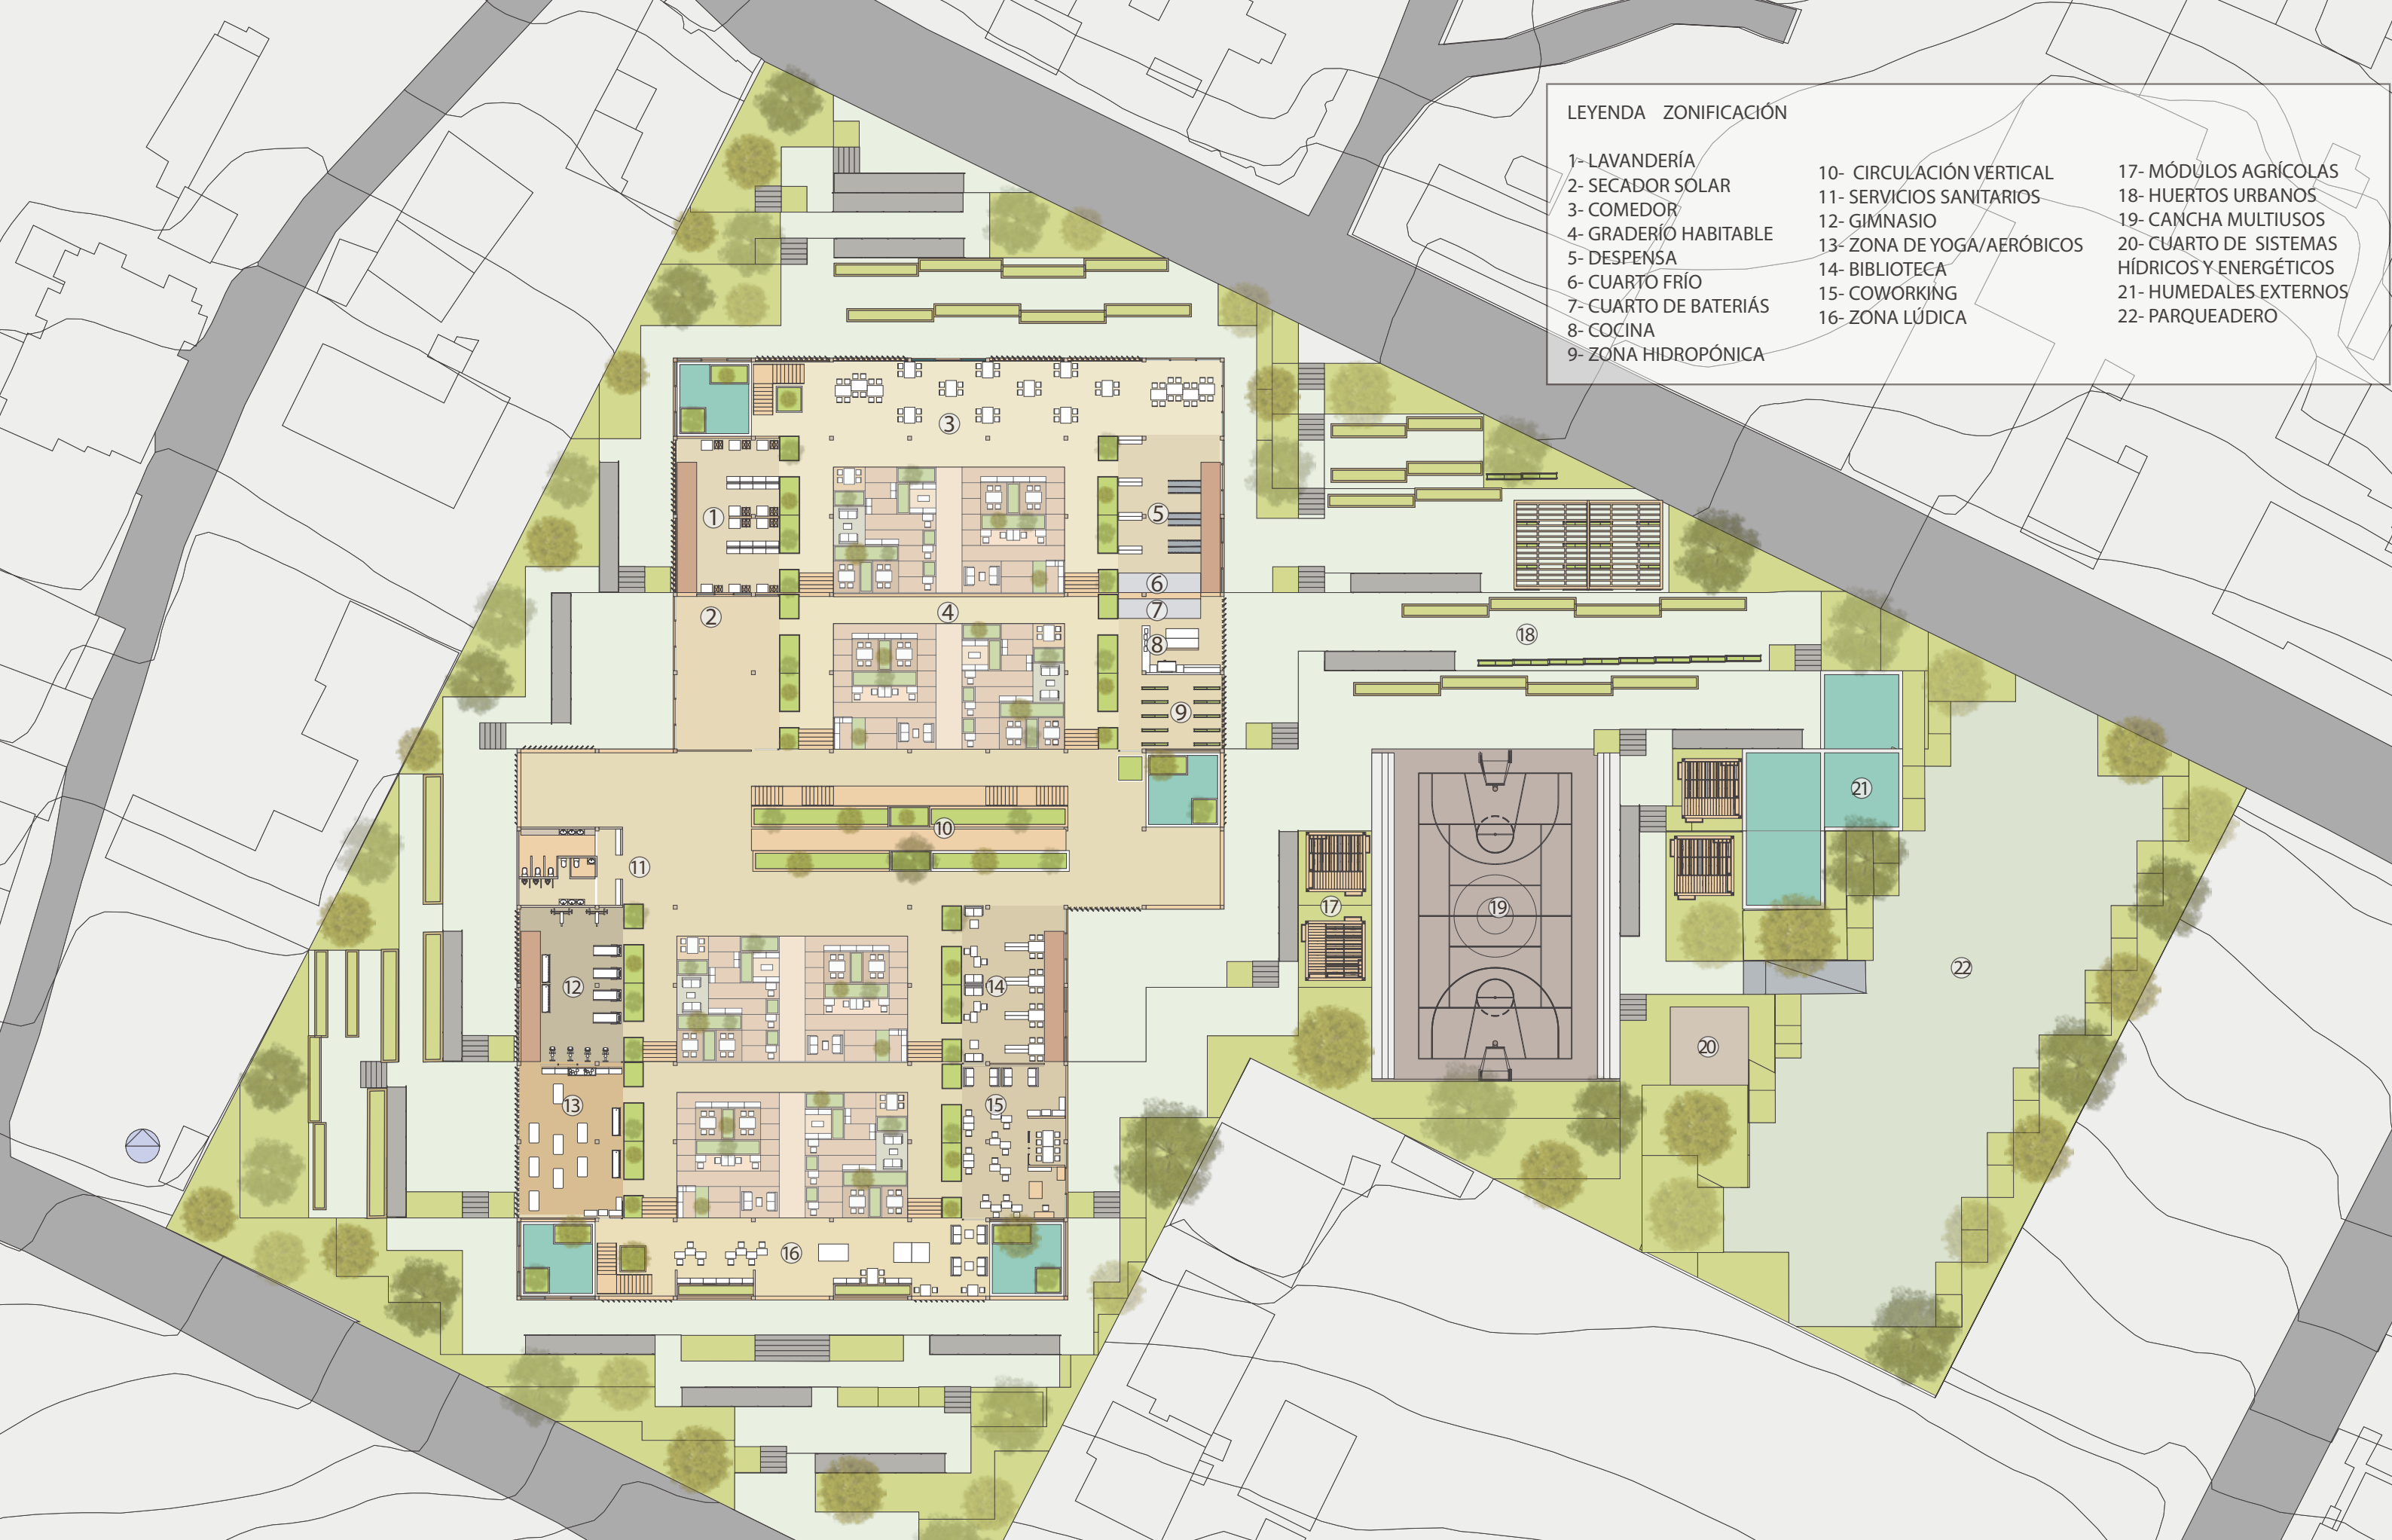 LEYENDA ZONIFICACIÓN
1- LAVANDERÍA
2- SECADOR SOLAR
3- COMEDOR
4- GRADERÍO HABITABLE
5- DESPENSA
6- CUARTO FRÍO
7- CUARTO DE BATERIÁS
8- COCINA
9- ZONA HIDROPÓNICA
10- CIRCULACIÓN VERTICAL
11- SERVICIOS SANITARIOS
12- GIMNASIO
13- ZONA DE YOGA/AERÓBICOS
14- BIBLIOTECA
15- COWORKING
16- ZONA LÚDICA
17- MÓDULOS AGRÍCOLAS
18- HUERTOS URBANOS
19- CANCHA MULTIUSOS
20- CUARTO DE SISTEMAS
HÍDRICOS Y ENERGÉTICOS
21- HUMEDALES EXTERNOS
22- PARQUEADERO
3
1
5
6
7
2
4
8
18
9
21
10
11
17
19
12
14
22
20
13
15
16